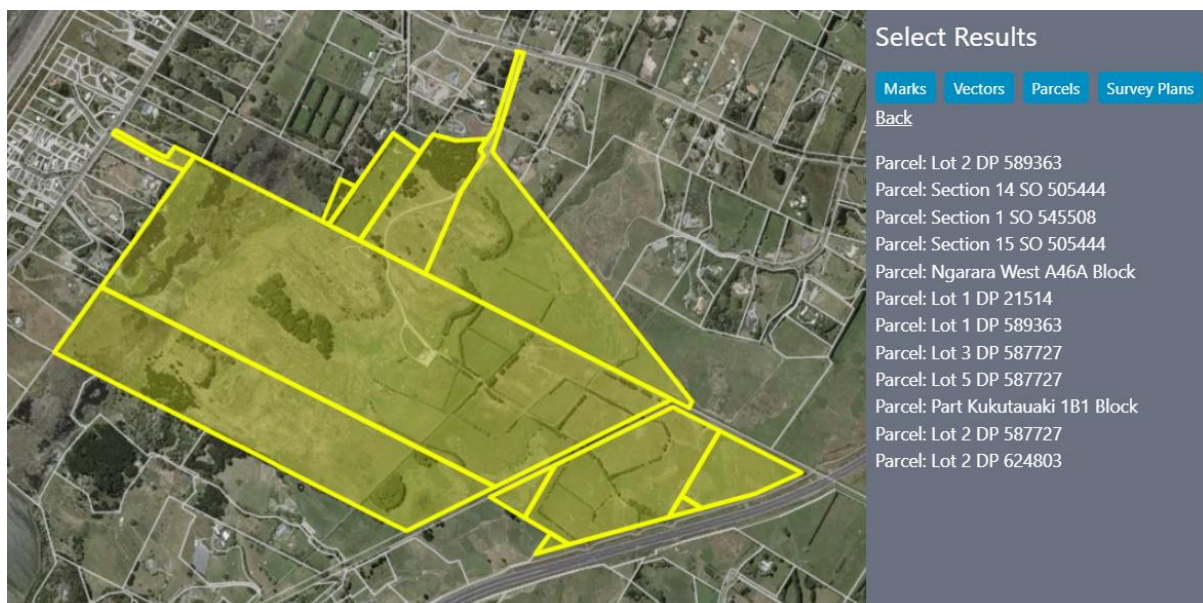 Select Results
Marks Vectors Parcels Survey Plans
Back
Parcel: Lot 2 DP 589363
Parcel: Section 14 SO 505444
Parcel: Section 1 SO 545508
Parcel: Section 15 SO 505444
Parcel: Ngarara West A46A Block
Parcel: Lot 1 DP 21514
Parcel: Lot 1 DP 589363
Parcel: Lot 3 DP 587727
Parcel: Lot 5 DP 587727
Parcel: Part Kukutauaki 1B1 Block
Parcel: Lot 2 DP 587727
Parcel: Lot 2 DP 624803